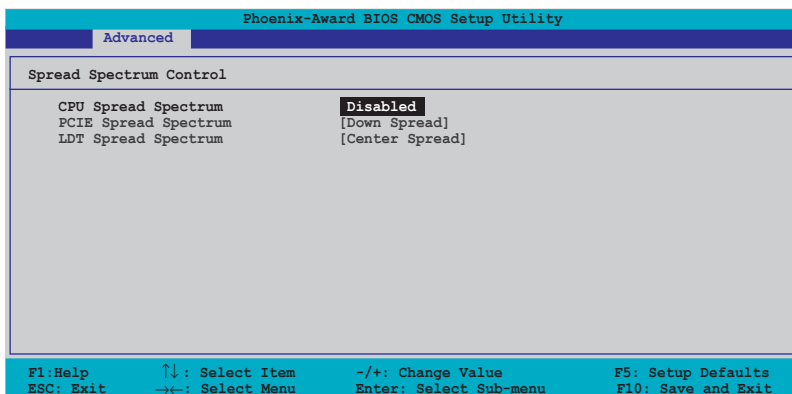 Phoenix-Award BIOS CMOS Setup Utility
Advanced
Spread Spectrum Control
CPU Spread Spectrum Disabled
PCIE Spread Spectrum [Down Spread]
LDT Spread Spectrum [Center Spread]
F1:Help ↑↓ : Select Item -/+: Change Value F5: Setup Defaults
ESC: Exit →←: Select Menu Enter: Select Sub-menu F10: Save and Exit